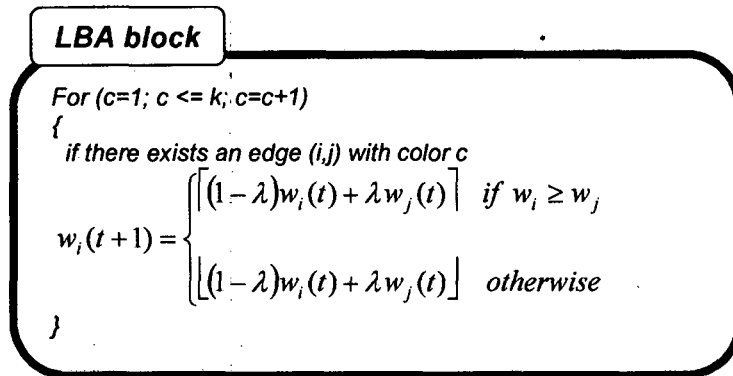 LBA block
For (c=1; c <= k; c=c+1)
{
if there exists an edge (i,j) with color c
⌈(1-λ)w_i(t) + λw_j(t)⌉ if w_i ≥ w_j
w_i(t+1) = {
⌊(1-λ)w_i(t) + λw_j(t)⌋ otherwise
}